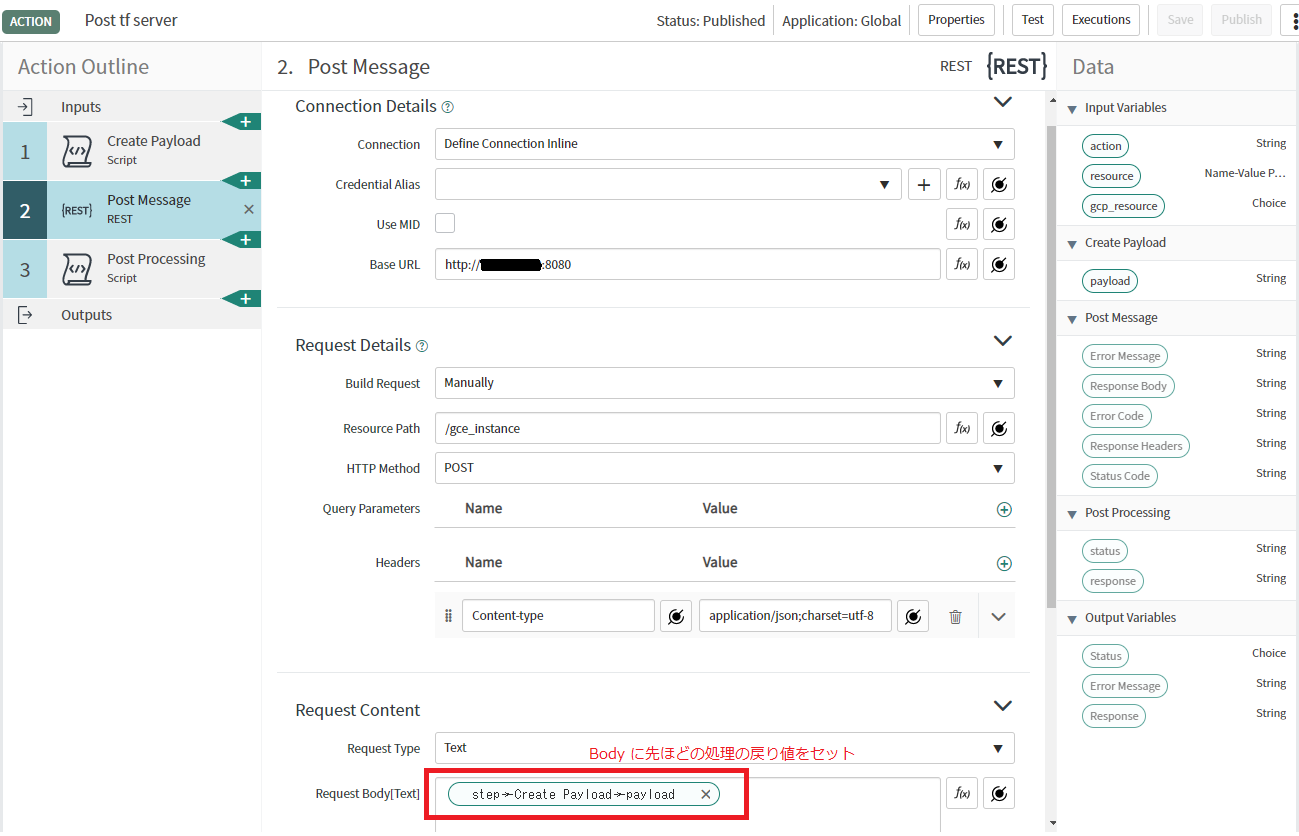 ACTION Post tf server Status: Published Application: Global Properties Test Executions Save Publish
Action Outline
Inputs
1 Create Payload
Script
2 {REST} Post Message
REST
3 Post Processing
Script
Outputs
2. Post Message REST {REST}
Connection Details
Connection Define Connection Inline
Credential Alias f(x)
Use MID f(x)
Base URL http:// :8080 f(x)
Request Details
Build Request Manually
Resource Path /gce_instance f(x)
HTTP Method POST
Query Parameters Name Value
Headers Name Value
Content-type application/json;charset=utf-8
Request Content
Request Type Text
Body に先ほどの処理の戻り値をセット
Request Body[Text] step➛Create Payload➛payload f(x)
Data
Input Variables
action String
resource Name-Value P...
gcp_resource Choice
Create Payload
payload String
Post Message
Error Message String
Response Body String
Error Code String
Response Headers String
Status Code String
Post Processing
status String
response String
Output Variables
Status Choice
Error Message String
Response String